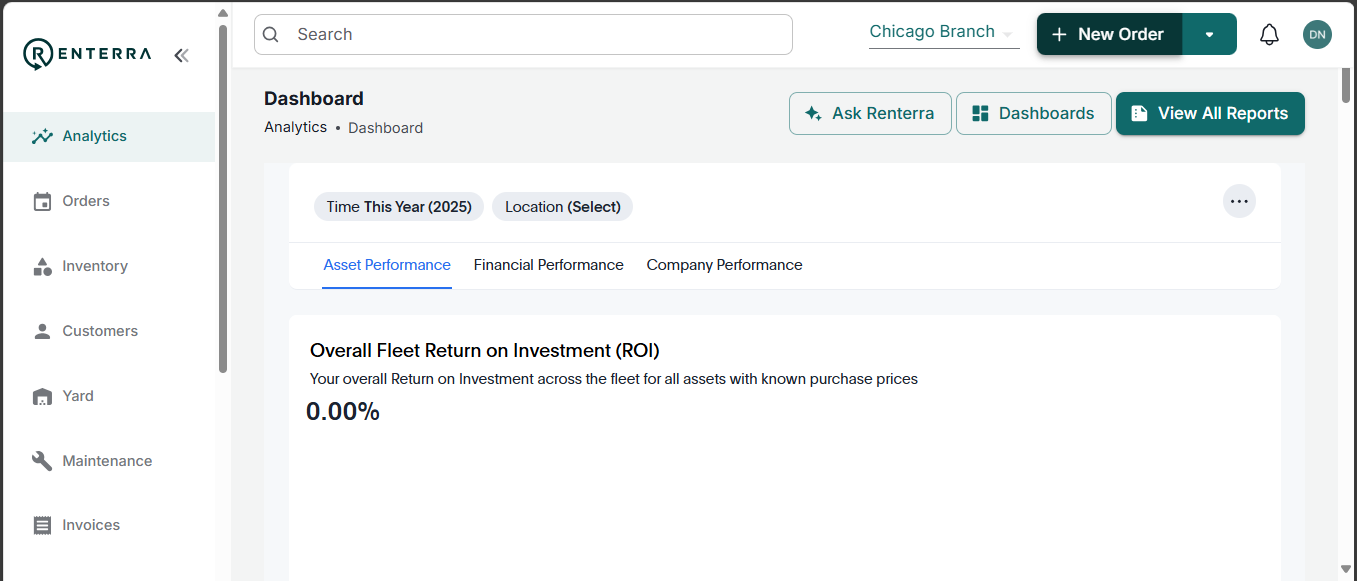 RENTERRA
Search
Chicago Branch
New Order
DN
Dashboard
Analytics • Dashboard
Ask Renterra
Dashboards
View All Reports
Analytics
Orders
Inventory
Customers
Yard
Maintenance
Invoices
Time This Year (2025)
Location (Select)
Asset Performance
Financial Performance
Company Performance
Overall Fleet Return on Investment (ROI)
Your overall Return on Investment across the fleet for all assets with known purchase prices
0.00%